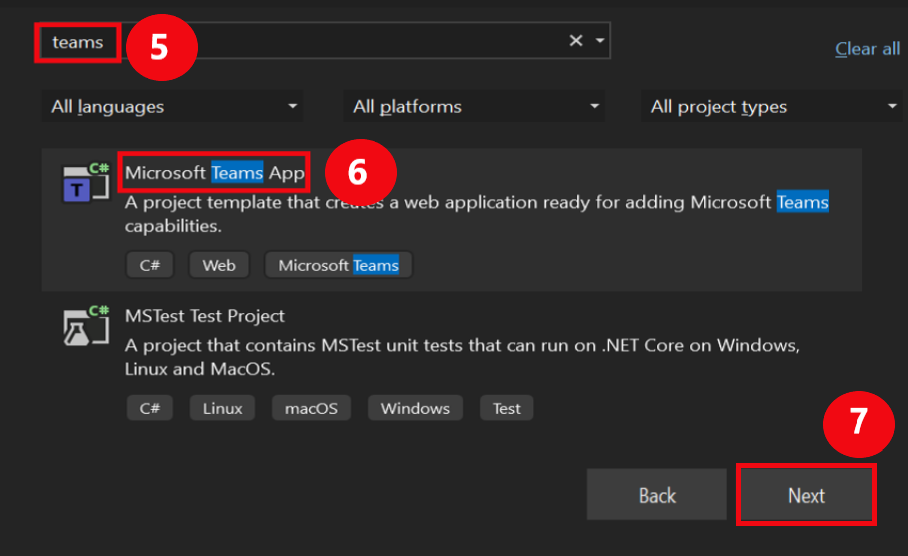 teams
5
Clear all
All languages
All platforms
All project types
C#
T
Microsoft Teams App
6
A project template that creates a web application ready for adding Microsoft Teams
capabilities.
C# Web Microsoft Teams
C#
MSTest Test Project
A project that contains MSTest unit tests that can run on .NET Core on Windows,
Linux and MacOS.
C# Linux macOS Windows Test
7
Back Next